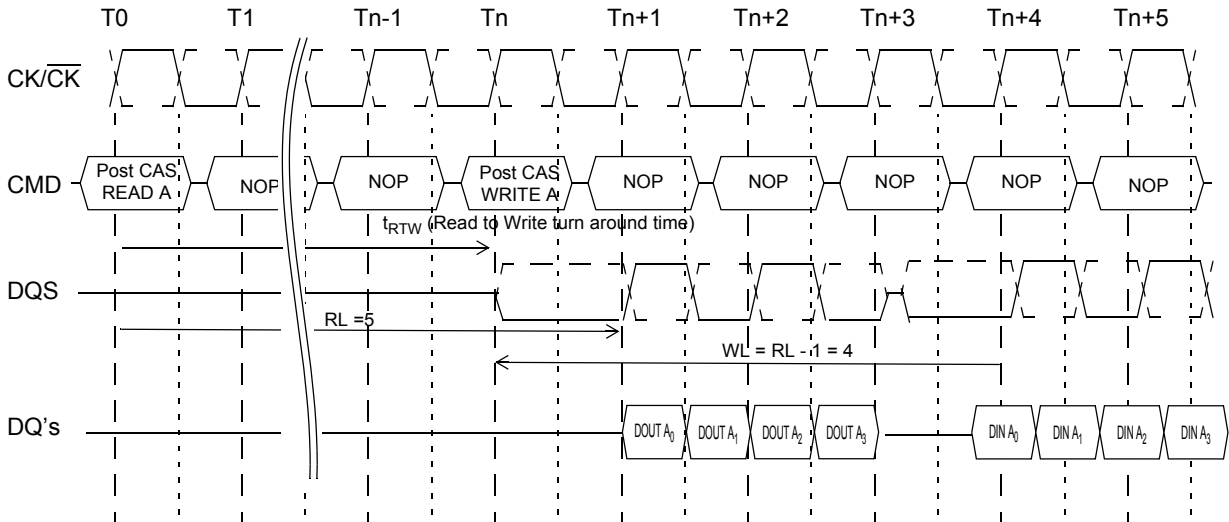 T0 T1 Tn-1 Tn Tn+1 Tn+2 Tn+3 Tn+4 Tn+5
CK/CK
CMD
Post CAS
READ A
NOP
NOP
Post CAS
WRITE A
NOP
NOP
NOP
NOP
NOP
tRTW (Read to Write turn around time)
DQS
RL =5
WL = RL - 1 = 4
DQ's
DOUT A0 DOUT A1 DOUT A2 DOUT A3 DIN A0 DIN A1 DIN A2 DIN A3